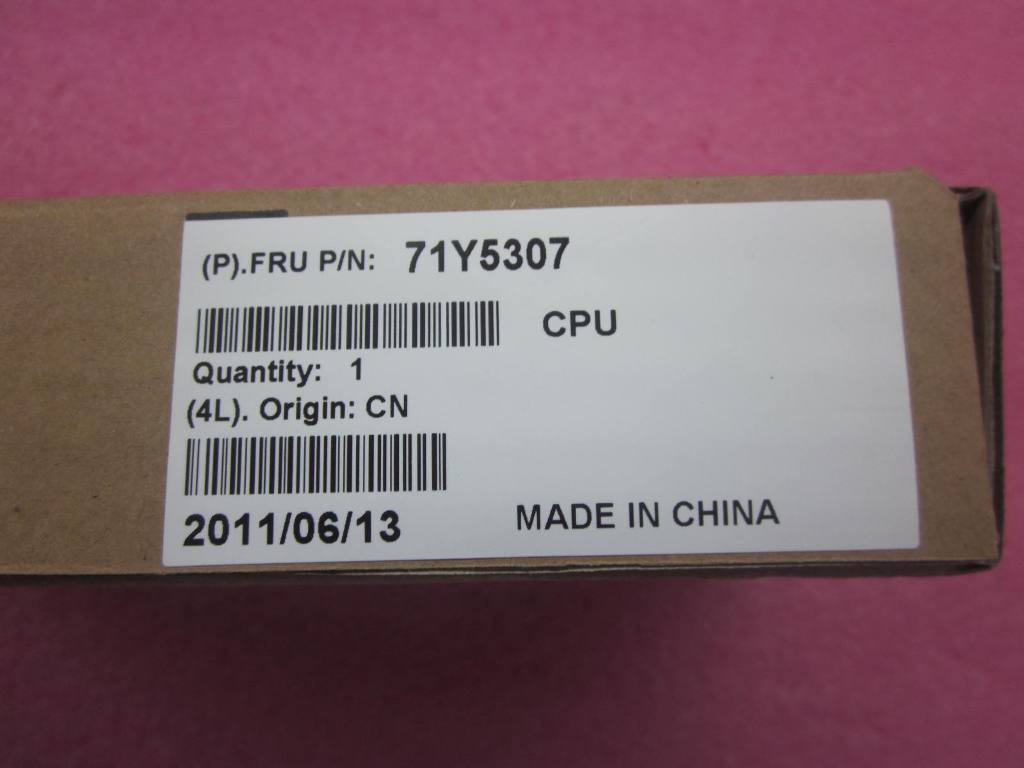 (P).FRU P/N: 71Y5307
CPU
Quantity: 1
(4L). Origin: CN
2011/06/13
MADE IN CHINA